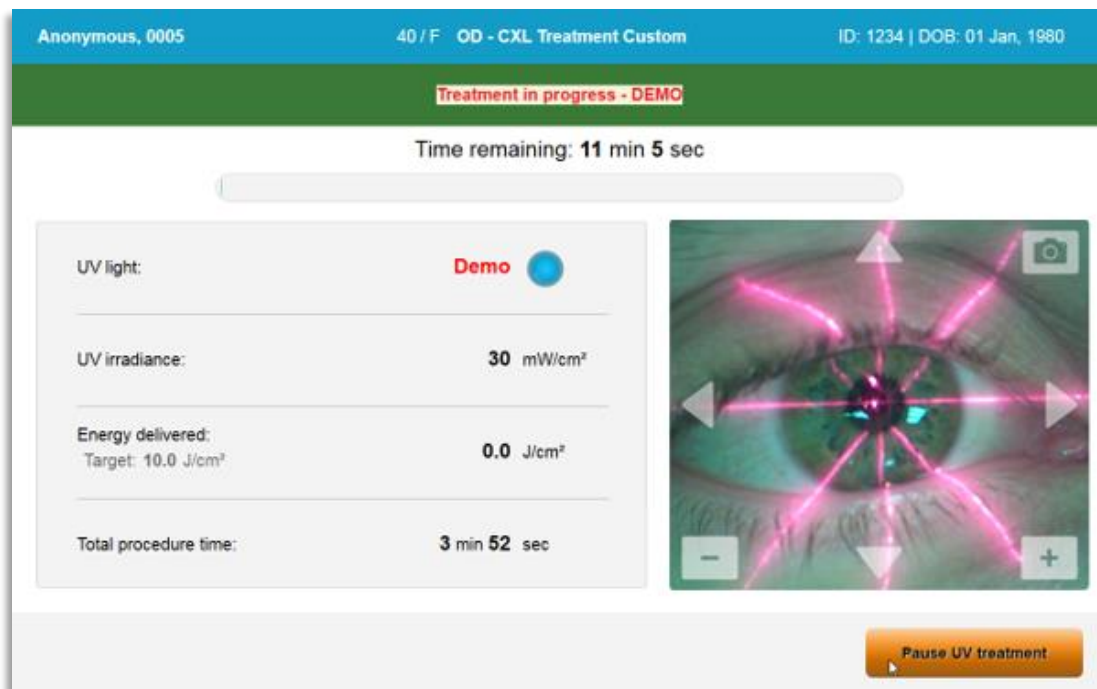 Anonymous, 0005 40 / F OD - CXL Treatment Custom ID: 1234 | DOB: 01 Jan, 1980
Treatment in progress - DEMO
Time remaining: 11 min 5 sec
UV light: Demo
UV irradiance: 30 mW/cm²
Energy delivered:
Target: 10.0 J/cm² 0.0 J/cm²
Total procedure time: 3 min 52 sec
Pause UV treatment